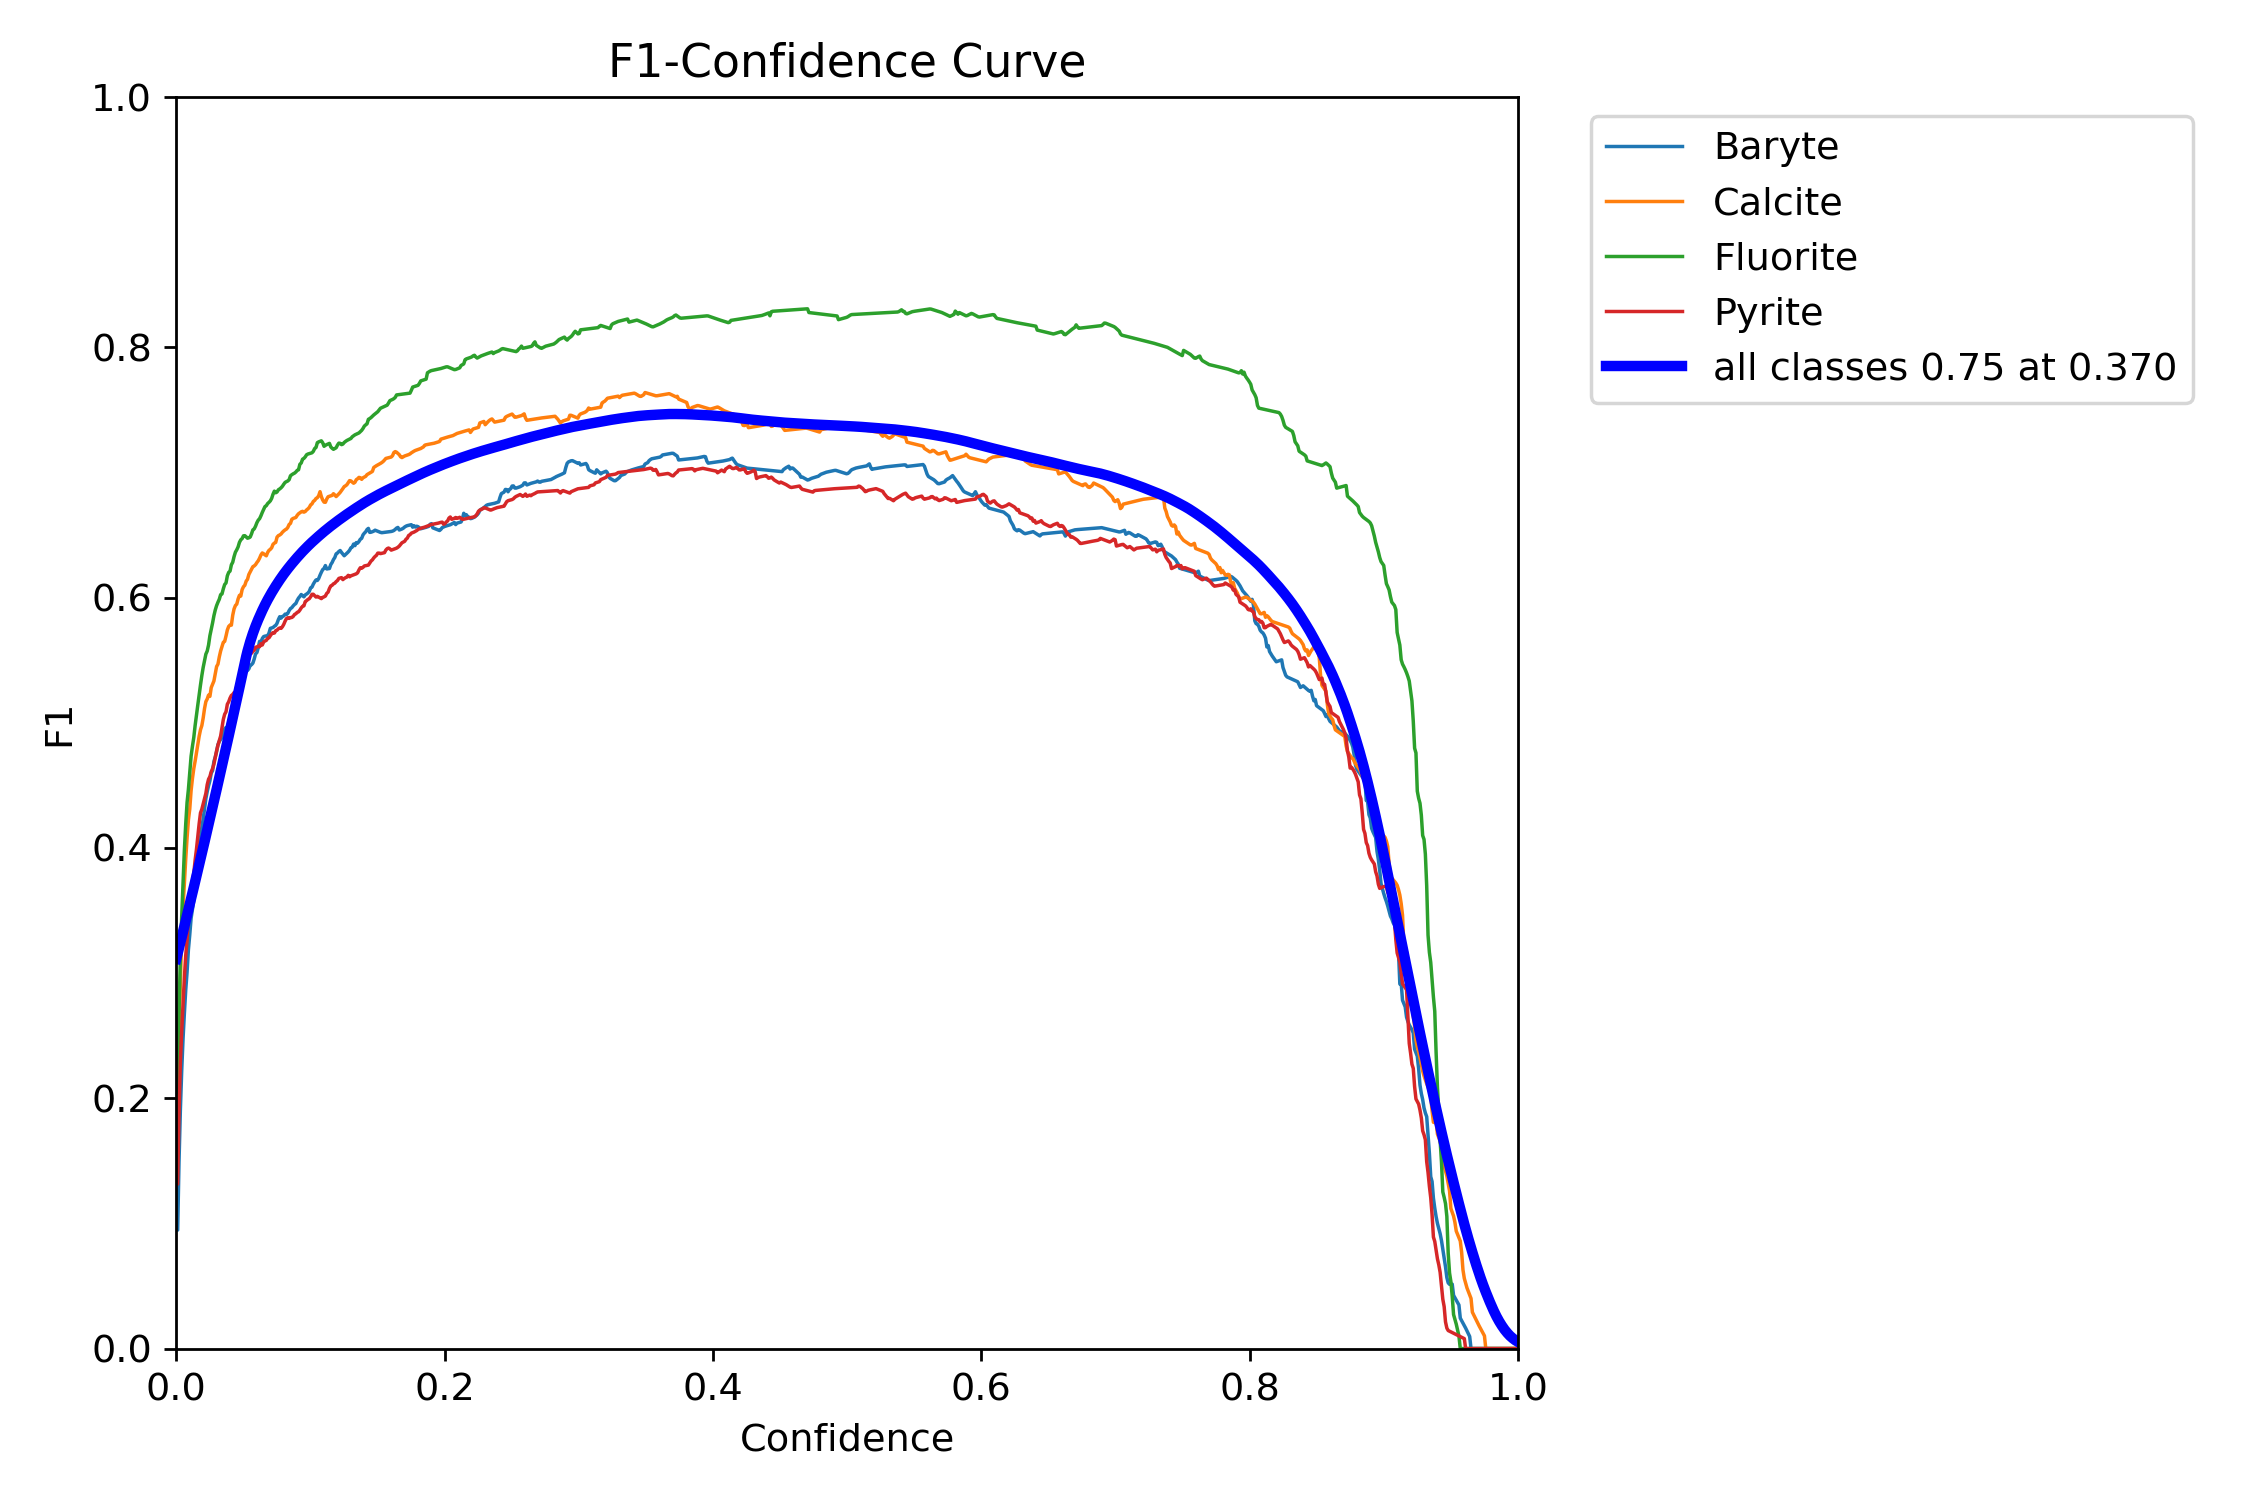 F1-Confidence Curve
1.0
0.8
0.6
0.4
0.2
0.0
F1
0.0 0.2 0.4 0.6 0.8 1.0
Confidence
Baryte
Calcite
Fluorite
Pyrite
all classes 0.75 at 0.370